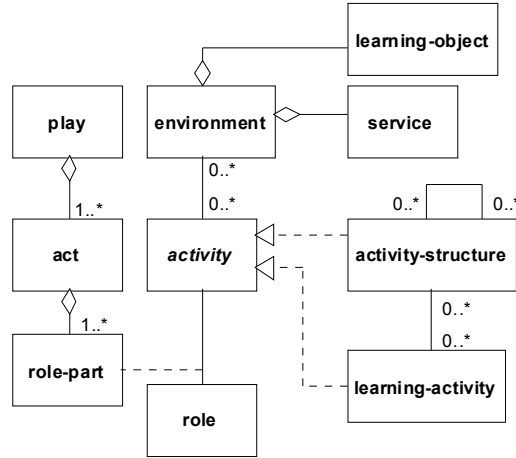 learning-object
play
environment
service
1..*
0..*
0..*
0..*
0..*
act
activity
activity-structure
1..*
0..*
0..*
role-part
learning-activity
role